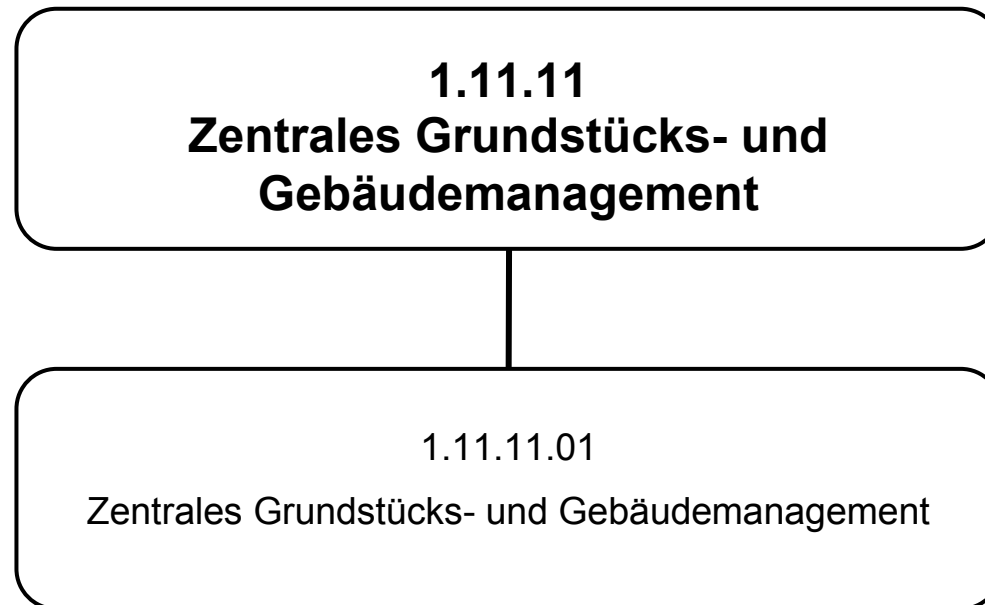 1.11.11
Zentrales Grundstücks- und
Gebäudemanagement
1.11.11.01
Zentrales Grundstücks- und Gebäudemanagement